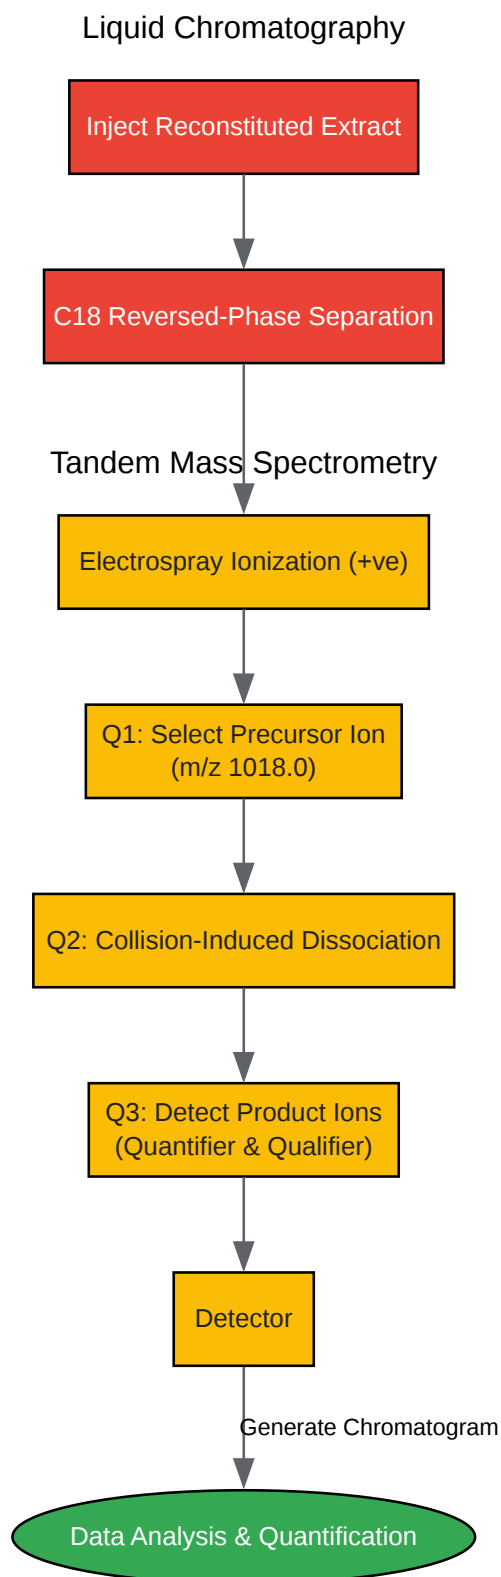 Liquid Chromatography
Inject Reconstituted Extract
C18 Reversed-Phase Separation
Tandem Mass Spectrometry
Electrospray Ionization (+ve)
Q1: Select Precursor Ion
(m/z 1018.0)
Q2: Collision-Induced Dissociation
Q3: Detect Product Ions
(Quantifier & Qualifier)
Detector
Generate Chromatogram
Data Analysis & Quantification